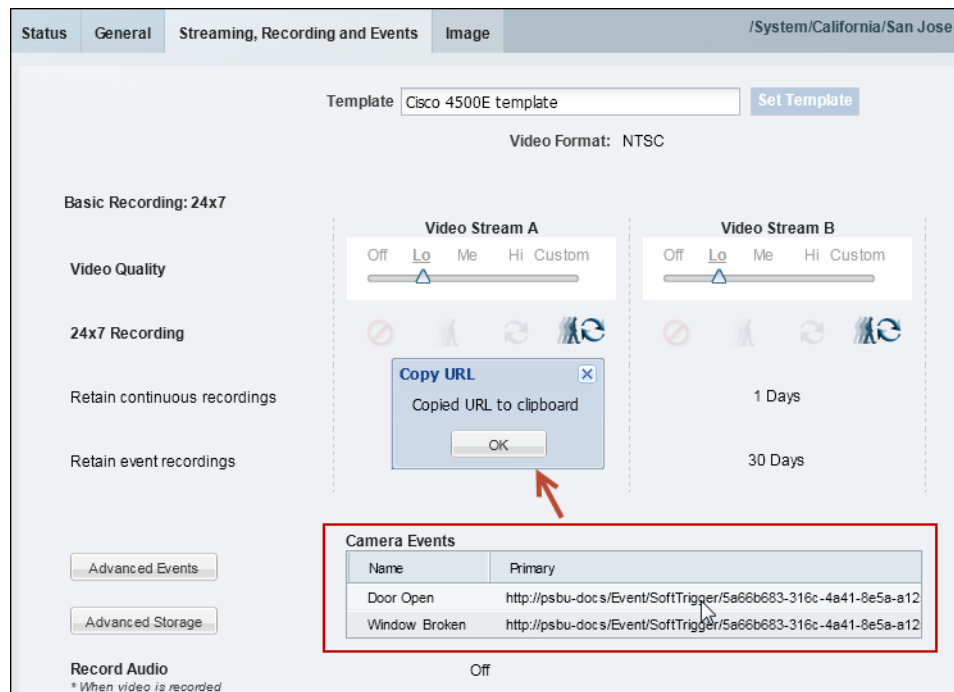 Status General Streaming, Recording and Events Image /System/California/San Jose
Template Cisco 4500E template Set Template
Video Format: NTSC
Basic Recording: 24x7
Video Stream A Video Stream B
Video Quality Off Lo Me Hi Custom Off Lo Me Hi Custom
24x7 Recording
Copy URL
Copied URL to clipboard
OK
Retain continuous recordings 1 Days
Retain event recordings 30 Days
Camera Events
Name Primary
Door Open http://psbu-docs/Event/SoftTrigger/5a66b683-316c-4a41-8e5a-a12
Window Broken http://psbu-docs/Event/SoftTrigger/5a66b683-316c-4a41-8e5a-a12
Advanced Events
Advanced Storage
Record Audio Off
* When video is recorded